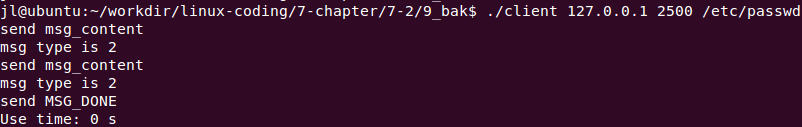 jl@ubuntu:~/workdir/linux-coding/7-chapter/7-2/9_bak$ ./client 127.0.0.1 2500 /etc/passwd
send msg_content
msg type is 2
send msg_content
msg type is 2
send MSG_DONE
Use time: 0 s